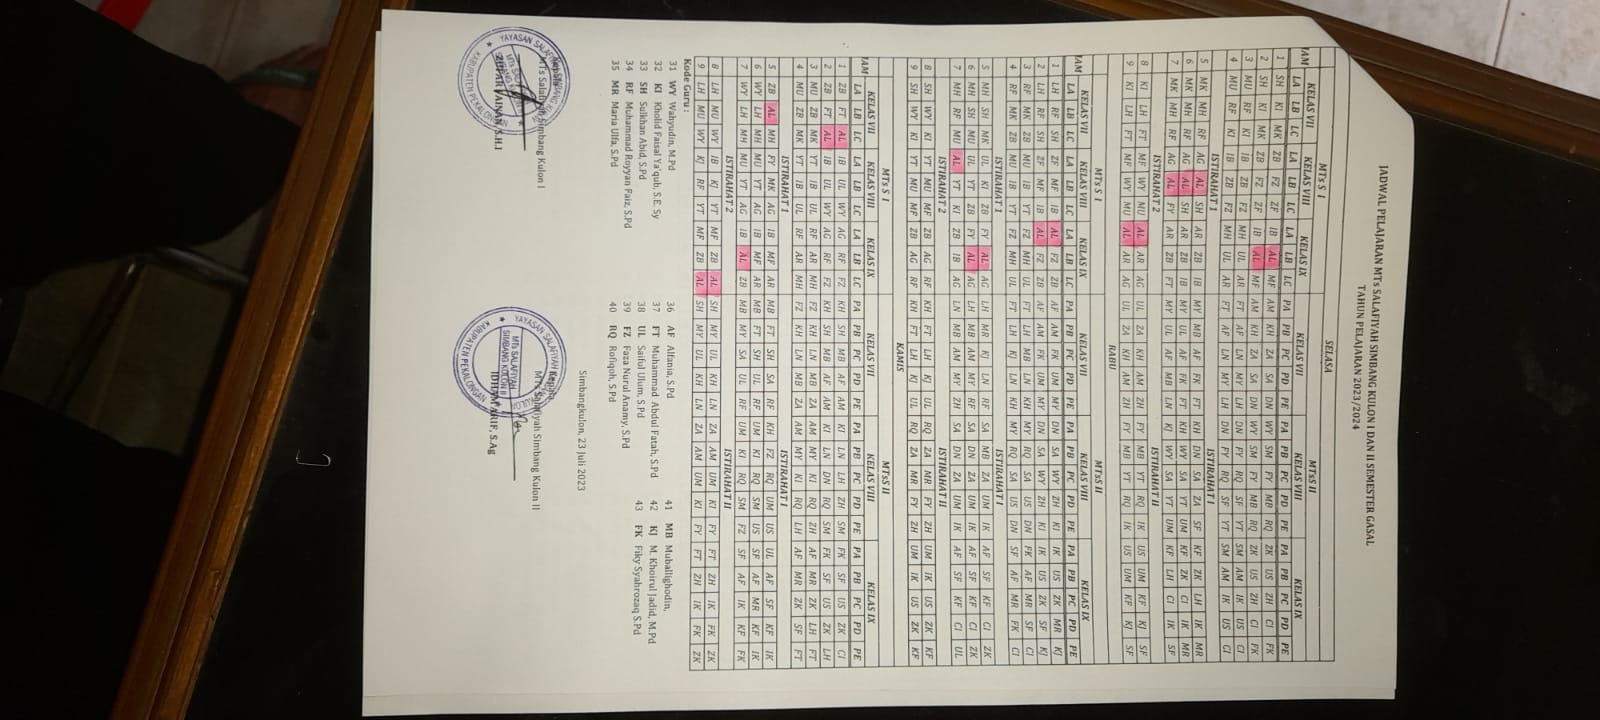 JADWAL PELAJARAN MTs SALAFIYAH SIMBANG KULON I DAN II SEMESTER GASAL
TAHUN PELAJARAN 2023/2024
SELASA
JAM MTs S I MTsS II
KELAS VII KELAS VIII KELAS IX KELAS VII KELAS VIII KELAS IX
LA LB LC LA LB LC LA LB LC PA PB PC PD PE PA PB PC PD PE PA PB PC PD PE
1 SH KI MK ZB FZ ZF IB AL MF AM KH ZA SA DN WY SM FY MB RQ ZK US ZH CI FK
2 SH KI MK ZB FZ ZF IB AL MF AM KH ZA SA DN WY SM FY MB RQ ZK US ZH CI FK
3 MU RF KI IB ZB FZ MH UL AR FT AF LN MY LH DN FY RQ SF YT SM AM IK US CI
4 MU RF KI IB ZB FZ MH UL AR FT AF LN MY LH DN FY RQ SF YT SM AM IK US CI
ISTIRAHAT 1 ISTIRAHAT I
5 MK MH RF AG AL SH AR ZB IB MY MB AF FK FT KH DN SA ZA SF KF ZK LH IK MR
6 MK MH RF AG AL SH AR ZB IB MY UL AF FK FT KH WY SA YT UM KF ZK CI IK MR
7 MK MH RF AG AL FY AR ZB FT MY UL AF MB LN KJ WY SA YT UM KF LH CI IK SF
ISTIRAHAT 2 ISTIRAHAT II
8 KI LH FT MF WY MU AL AR AG UL ZA KH AM ZH FY MB YT RQ IK US UM KF KJ SF
9 KI LH FT MF WY MU AL AR AG UL ZA KH AM ZH FY MB YT RQ IK US UM KF KJ SF
RABU
JAM MTs S I MTsS II
KELAS VII KELAS VIII KELAS IX KELAS VII KELAS VIII KELAS IX
LA LB LC LA LB LC LA LB LC PA PB PC PD PE PA PB PC PD PE PA PB PC PD PE
1 LH RF SH ZF MF IB AL FZ ZB AF AM FK UM MY DN SA WY ZH KI IK US ZK MR KJ
2 LH RF SH ZF MF IB AL FZ ZB AF AM FK UM MY DN SA WY ZH KI IK US ZK SF KJ
3 RF MK ZB MU IB YT FZ MH UL FT LH MB LN KH MY RQ SA US DN FK AF MR SF CI
4 RF MK ZB MU IB YT FZ MH UL FT LH KJ LN KH MY RQ SA US DN SF AF MR FK CI
ISTIRAHAT 1 ISTIRAHAT I
5 MH SH MK UL KI ZB FY AL AG LH MR KJ LN RF SA MB ZA UM IK AF SF KF CI ZK
6 MH SH MU UL YT ZB FY AL AG LH MB AM MY RF SA DN ZA UM IK AF SF KF CI ZK
7 MH RF MU AL YT KI ZB IB AG LN MB AM MY ZH SA DN ZA UM IK AF SF KF CI UL
ISTIRAHAT 2 ISTIRAHAT II
8 SH WY KI YT MU MF ZB AG RF KH FT LH KJ UL RQ ZA MR FY ZH UM IK US ZK KF
9 SH WY KI YT MU MF ZB AG RF KH FT LH KJ UL RQ ZA MR FY ZH UM IK US ZK KF
KAMIS
JAM MTs S I MTsS II
KELAS VII KELAS VIII KELAS IX KELAS VII KELAS VIII KELAS IX
LA LB LC LA LB LC LA LB LC PA PB PC PD PE PA PB PC PD PE PA PB PC PD PE
1 ZB FT AL IB UL WY AG RF FZ KH SH MB AF AM KI LN LH ZH SM FK SF US ZK CI
2 ZB FT AL IB UL WY AG RF FZ KH SH MB AF AM KI LN DN RQ SM FK SF US ZK LH
3 MU ZB MK YT IB UL RF AR MH FZ KH LN MB ZA AM MY KI RQ ZH AF MR ZK LH FT
4 MU ZB MK YT IB UL RF AR MH FZ KH LN MB ZA AM MY KI RQ LH AF MR ZK SF FT
ISTIRAHAT 1 ISTIRAHAT I
5 ZB AL MH FY MK AG IB MF AR MB FT SH SA RF KH FZ RQ UM US UL AF SF KF IK
6 WY LH MH MU YT AG IB MF AR MB FT SH UL RF UM KI RQ SM US SF AF MR KF IK
7 WY LH MH MU YT AG IB AL ZB MB MY SA UL RF UM KI RQ SM FZ SF AF IK KF FK
ISTIRAHAT 2 ISTIRAHAT II
8 LH MU WY IB KJ YT MF ZB AL SH MY UL KH LN ZA AM UM KI FY FT ZH IK FK ZK
9 LH MU WY KJ RF YT MF ZB AL SH MY UL KH LN ZA AM UM KI FY FT ZH IK FK ZK
Kode Guru :
31 WY Wahyudin, M.Pd 36 AF Alfania, S.Pd 41 MB Muballighodin,
32 KI Kholid Faisal Ya'qub, S.E. Sy 37 FT Muhammad Abdul Fatah, S.Pd 42 KJ M. Khoirul Jadid, M.Pd
33 SH Sulkhan Abid, S.Pd 38 UL Saiful Ulum, S.Pd 43 FK Fiky Syahrozaq S.Pd
34 RF Muhammad Royyan Faiz, S.Pd 39 FZ Faza Nurul Anamy, S.Pd
35 MR Maria Ulfa, S.Pd 40 RQ Rofiqoh, S.Pd
Simbangkulon, 23 Juli 2023
Kepala Kepala
MTs Salafiyah Simbang Kulon I MTs Salafiyah Simbang Kulon II
ZUFAR AINAN, S.H.I IDHAM ARIF, S.Ag
YAYASAN SALAFIYAH SIMBANG KULON
MTs SALAFIYAH
SIMBANG KULON I
KABUPATEN PEKALONGAN
YAYASAN SALAFIYAH SIMBANG KULON
MTs SALAFIYAH
SIMBANG KULON II
KABUPATEN PEKALONGAN